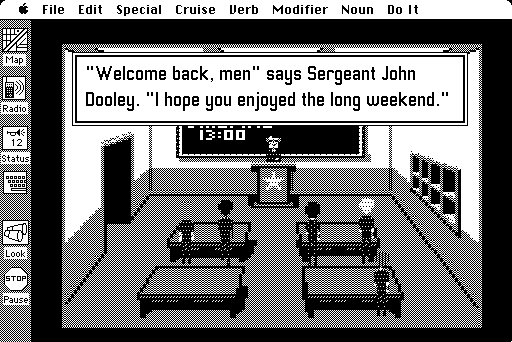 File Edit Special Cruise Verb Modifier Noun Do It
Map
Radio
12
Status
Look
STOP
Pause
"Welcome back, men" says Sergeant John
Dooley. "I hope you enjoyed the long weekend."
13:00